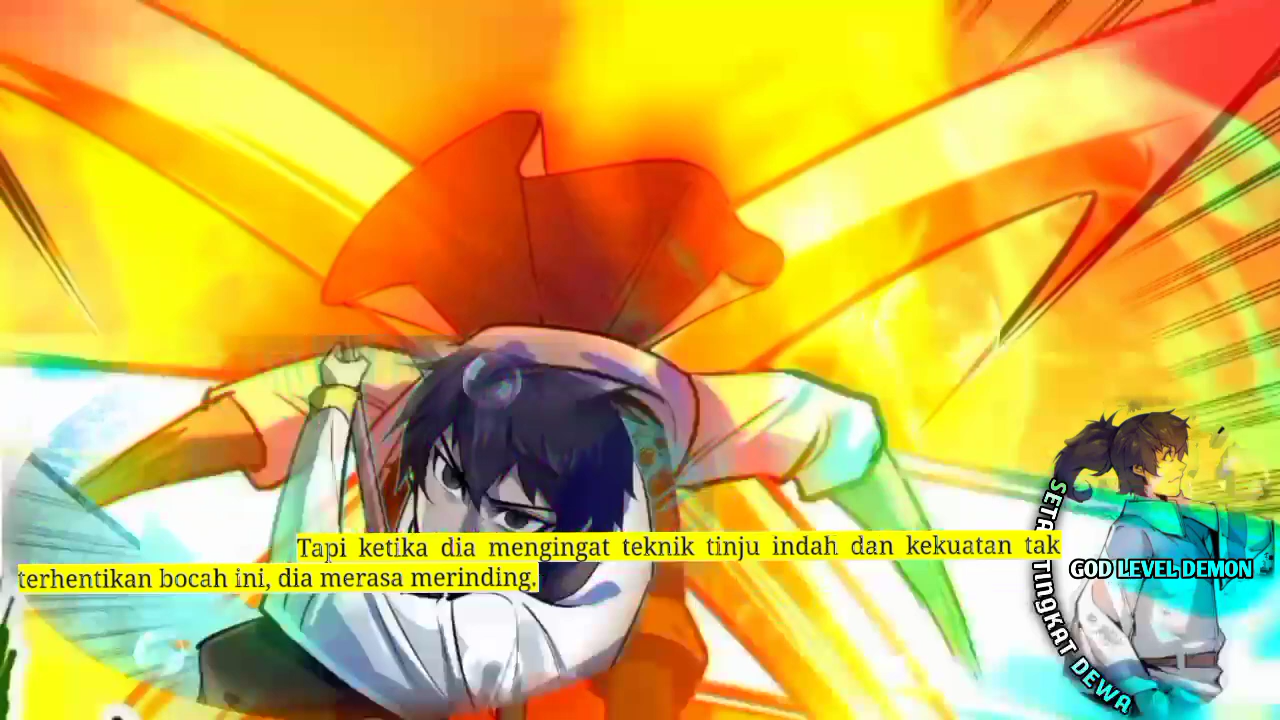 Tapi ketika dia mengingat teknik tinju indah dan kekuatan tak
terhentikan bocah ini, dia merasa merinding.
GOD LEVEL DEMON
TINGKAT DEWA